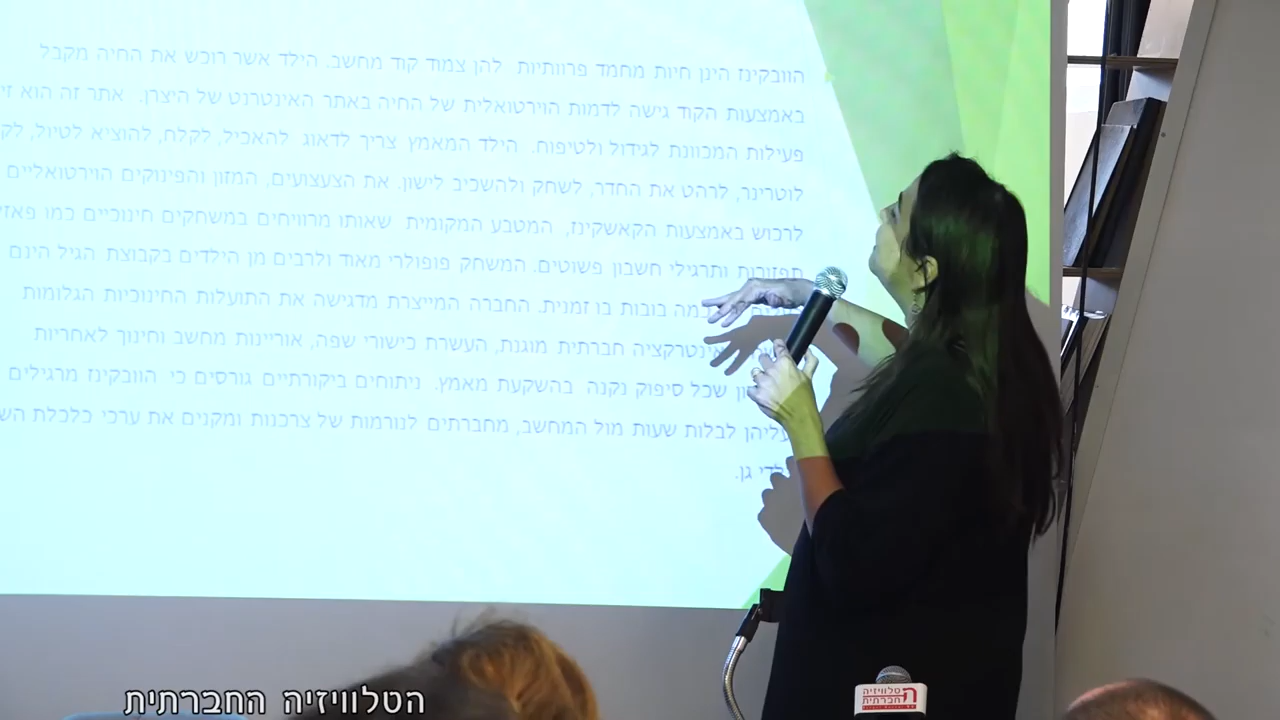 הוובקינז הינן חיות מחמד פרוותיות להן צמוד קוד מחשב. הילד אשר רוכש את החיה מקבל
באמצעות הקוד גישה לדמות הוירטואלית של החיה באתר האינטרנט של היצרן. אתר זה הוא
פעילות המכוונת לגידול ולטיפוח. הילד המאמץ צריך לדאוג להאכיל, לקלח, להוציא לטיול,
לוטרינר, לרהט את החדר, לשחק ולהשכיב לישון. את הצעצועים, המזון והפינוקים הוירטואליים
לרכוש באמצעות הקאשקינז, המטבע המקומית שאותו מרוויחים במשחקים חינוכיים כמו
תפזורות ותרגילי חשבון פשוטים. המשחק פופולרי מאוד ולרבים מן הילדים בקבוצת הגיל הינם
בובות בו זמנית. החברה המייצרת מדגישה את התועלות החינוכיות הגלומות
אינטרקציה חברתית מוגנת, העשרת כישורי שפה, אוריינות מחשב וחינוך לאחריות
שכל סיפוק נקנה בהשקעת מאמץ. ניתוחים ביקורתיים גורסים כי הוובקינז מרגילים
לבלות שעות מול המחשב, מחברתים לנורמות של צרכנות ומקנים את ערכי כלכלת
גן.
הטלוויזיה
חברתית
הטלוויזיה החברתית